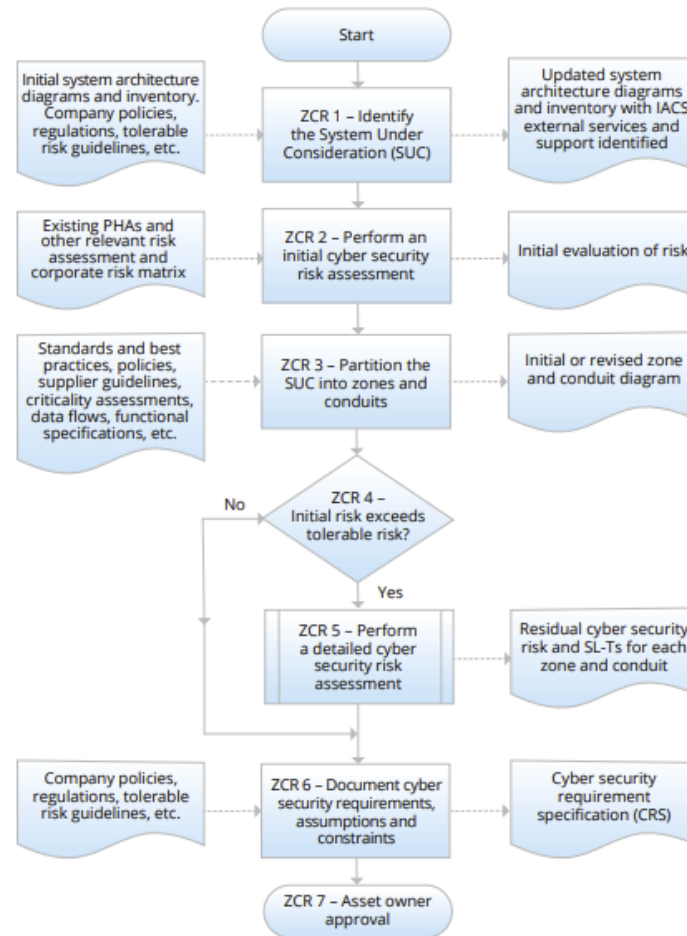 Start
Initial system architecture
diagrams and inventory.
Company policies,
regulations, tolerable
risk guidelines, etc.
ZCR 1 – Identify
the System Under
Consideration (SUC)
Updated system
architecture diagrams
and inventory with IACS
external services and
support identified
Existing PHAs and
other relevant risk
assessment and
corporate risk matrix
ZCR 2 – Perform an
initial cyber security
risk assessment
Initial evaluation of risk
Standards and best
practices, policies,
supplier guidelines,
criticality assessments,
data flows, functional
specifications, etc.
ZCR 3 – Partition the
SUC into zones and
conduits
Initial or revised zone
and conduit diagram
ZCR 4 –
Initial risk exceeds
tolerable risk?
No
Yes
ZCR 5 – Perform
a detailed cyber
security risk
assessment
Residual cyber security
risk and SL-Ts for each
zone and conduit
Company policies,
regulations, tolerable
risk guidelines, etc.
ZCR 6 – Document cyber
security requirements,
assumptions and
constraints
Cyber security
requirement
specification (CRS)
ZCR 7 – Asset owner
approval